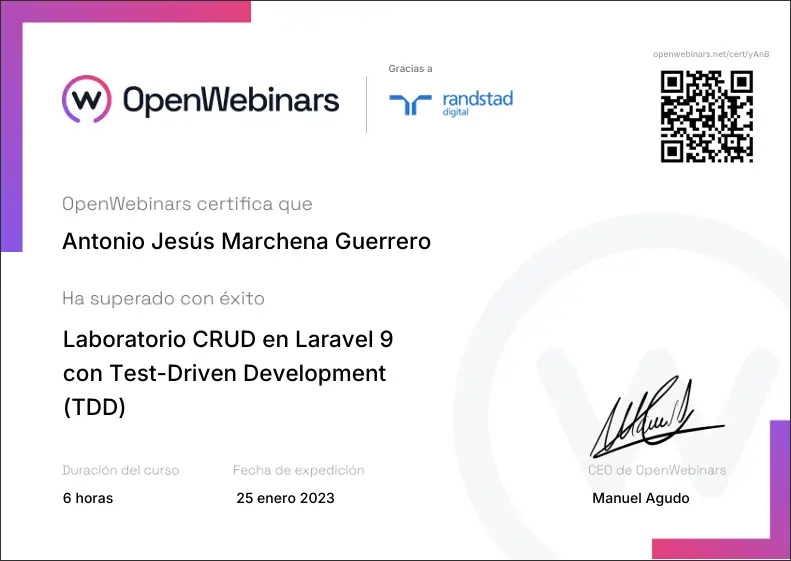 openwebinars.net/cert/yAnB
Gracias a
OpenWebinars
randstad
digital
OpenWebinars certifica que
Antonio Jesús Marchena Guerrero
Ha superado con éxito
Laboratorio CRUD en Laravel 9
con Test-Driven Development
(TDD)
Duración del curso
Fecha de expedición
CEO de OpenWebinars
6 horas
25 enero 2023
Manuel Agudo